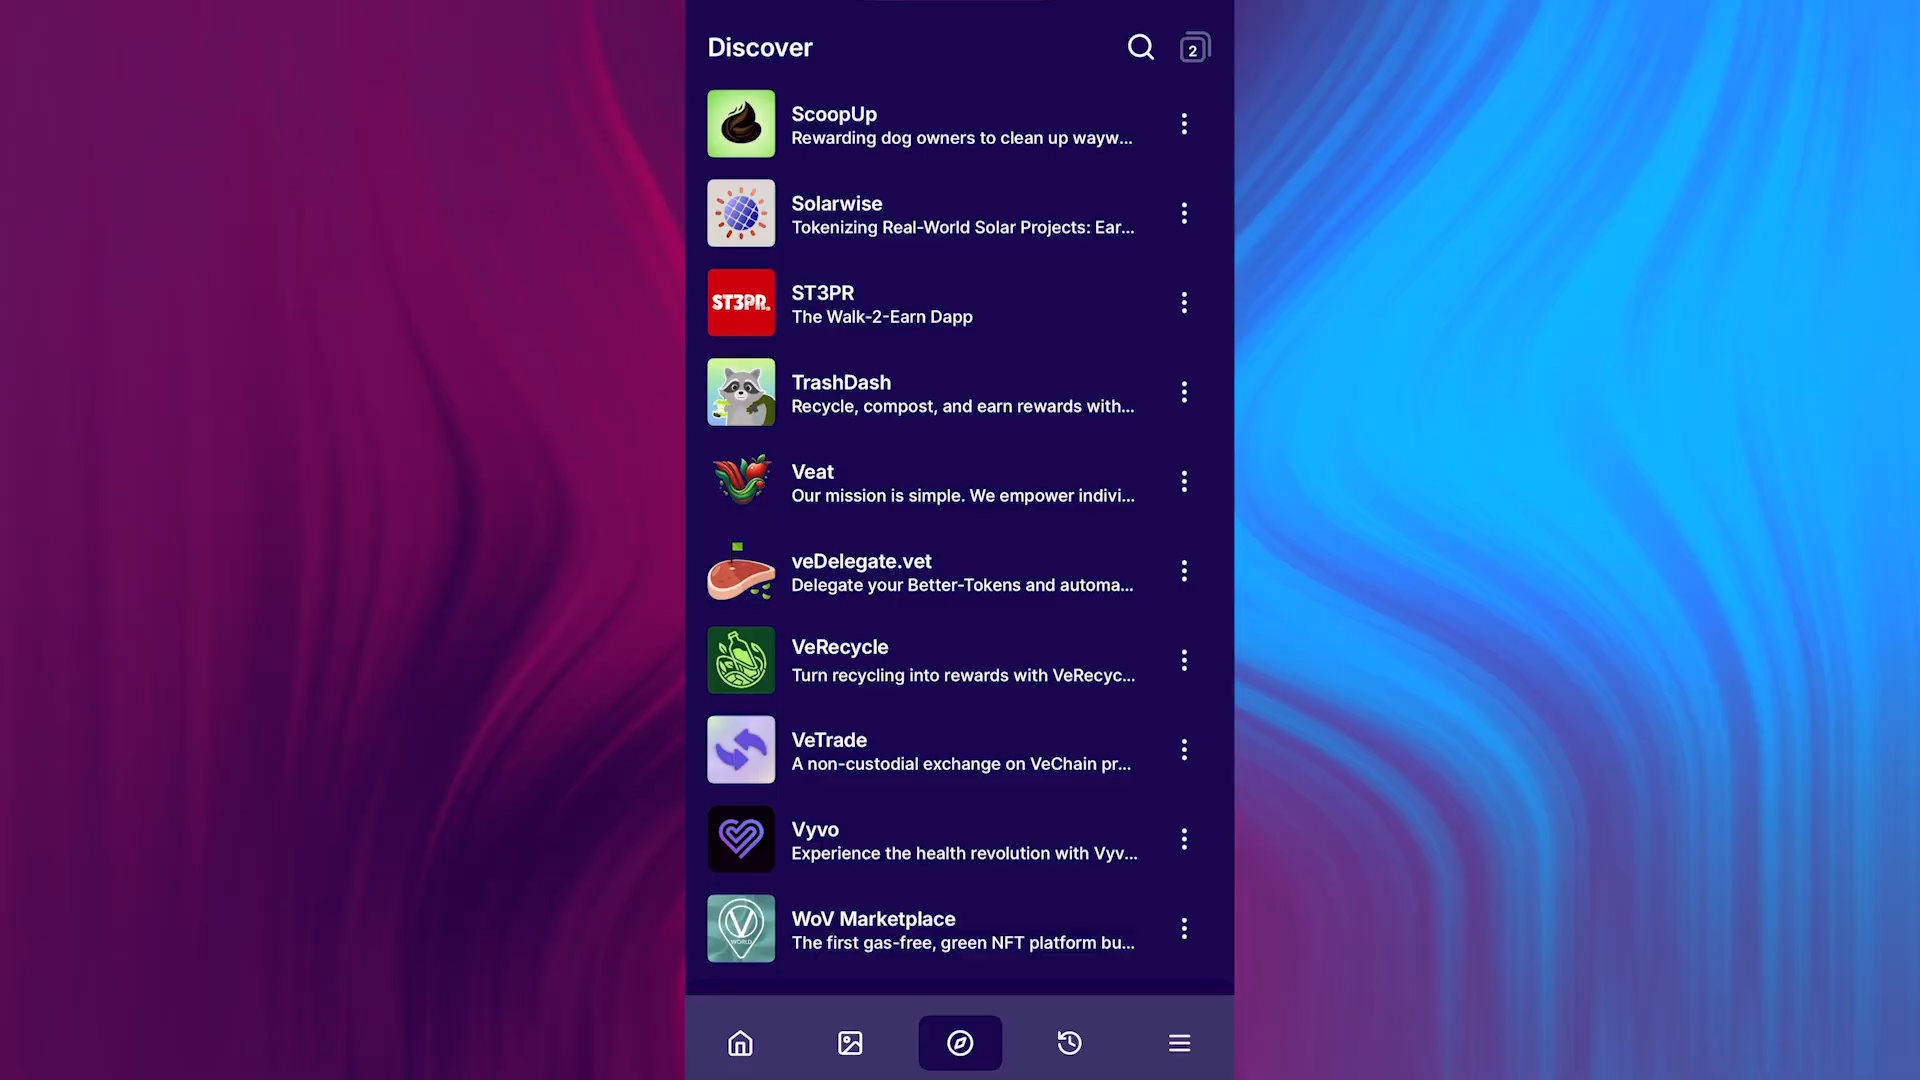 Discover
2
ScoopUp
Rewarding dog owners to clean up wayw...
Solarwise
Tokenizing Real-World Solar Projects: Ear...
ST3PR.
ST3PR
The Walk-2-Earn Dapp
TrashDash
Recycle, compost, and earn rewards with...
Veat
Our mission is simple. We empower indivi...
veDelegate.vet
Delegate your Better-Tokens and automa...
VeRecycle
Turn recycling into rewards with VeRecyc...
VeTrade
A non-custodial exchange on VeChain pr...
Vyvo
Experience the health revolution with Vyv...
V
WORLD
WoV Marketplace
The first gas-free, green NFT platform bu...